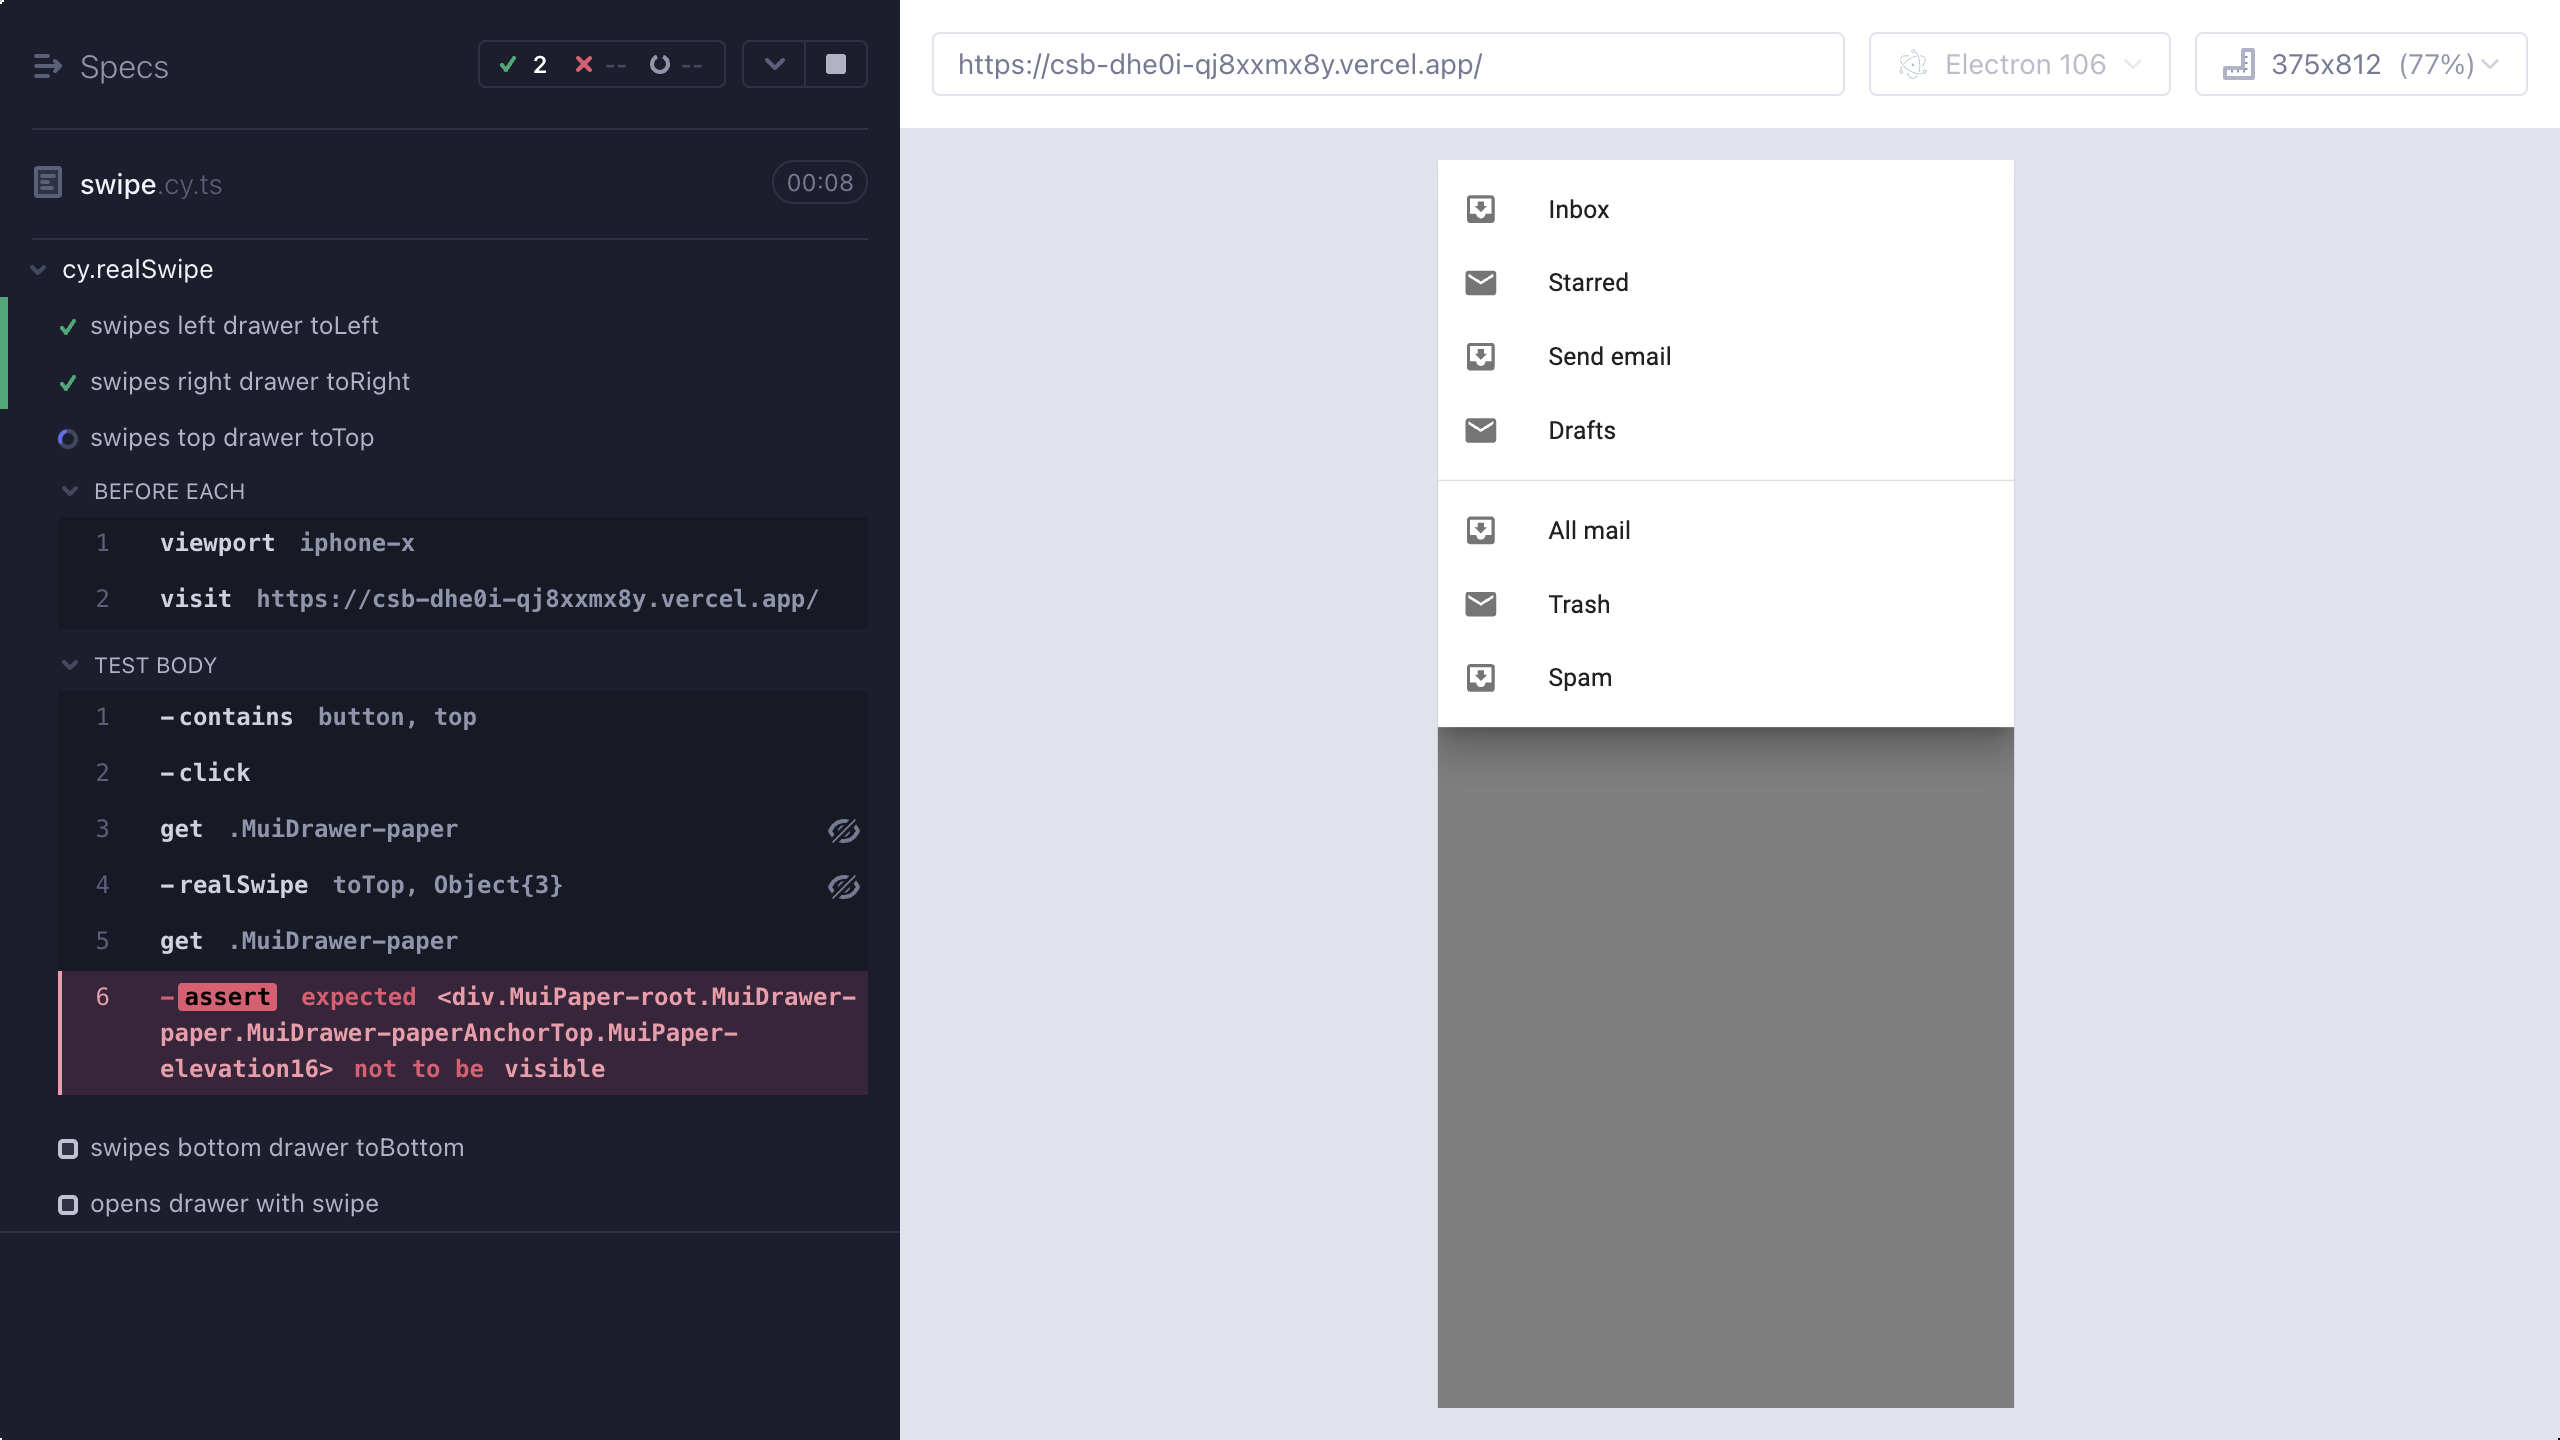 Specs
2 -- --
swipe.cy.ts
00:08
cy.realSwipe
swipes left drawer toLeft
swipes right drawer toRight
swipes top drawer toTop
BEFORE EACH
1 viewport iphone-x
2 visit https://csb-dhe0i-qj8xxmx8y.vercel.app/
TEST BODY
1 -contains button, top
2 -click
3 get .MuiDrawer-paper
4 -realSwipe toTop, Object{3}
5 get .MuiDrawer-paper
6 -assert expected <div.MuiPaper-root.MuiDrawer-
paper.MuiDrawer-paperAnchorTop.MuiPaper-
elevation16> not to be visible
swipes bottom drawer toBottom
opens drawer with swipe
https://csb-dhe0i-qj8xxmx8y.vercel.app/
Electron 106
375x812 (77%)
Inbox
Starred
Send email
Drafts
All mail
Trash
Spam